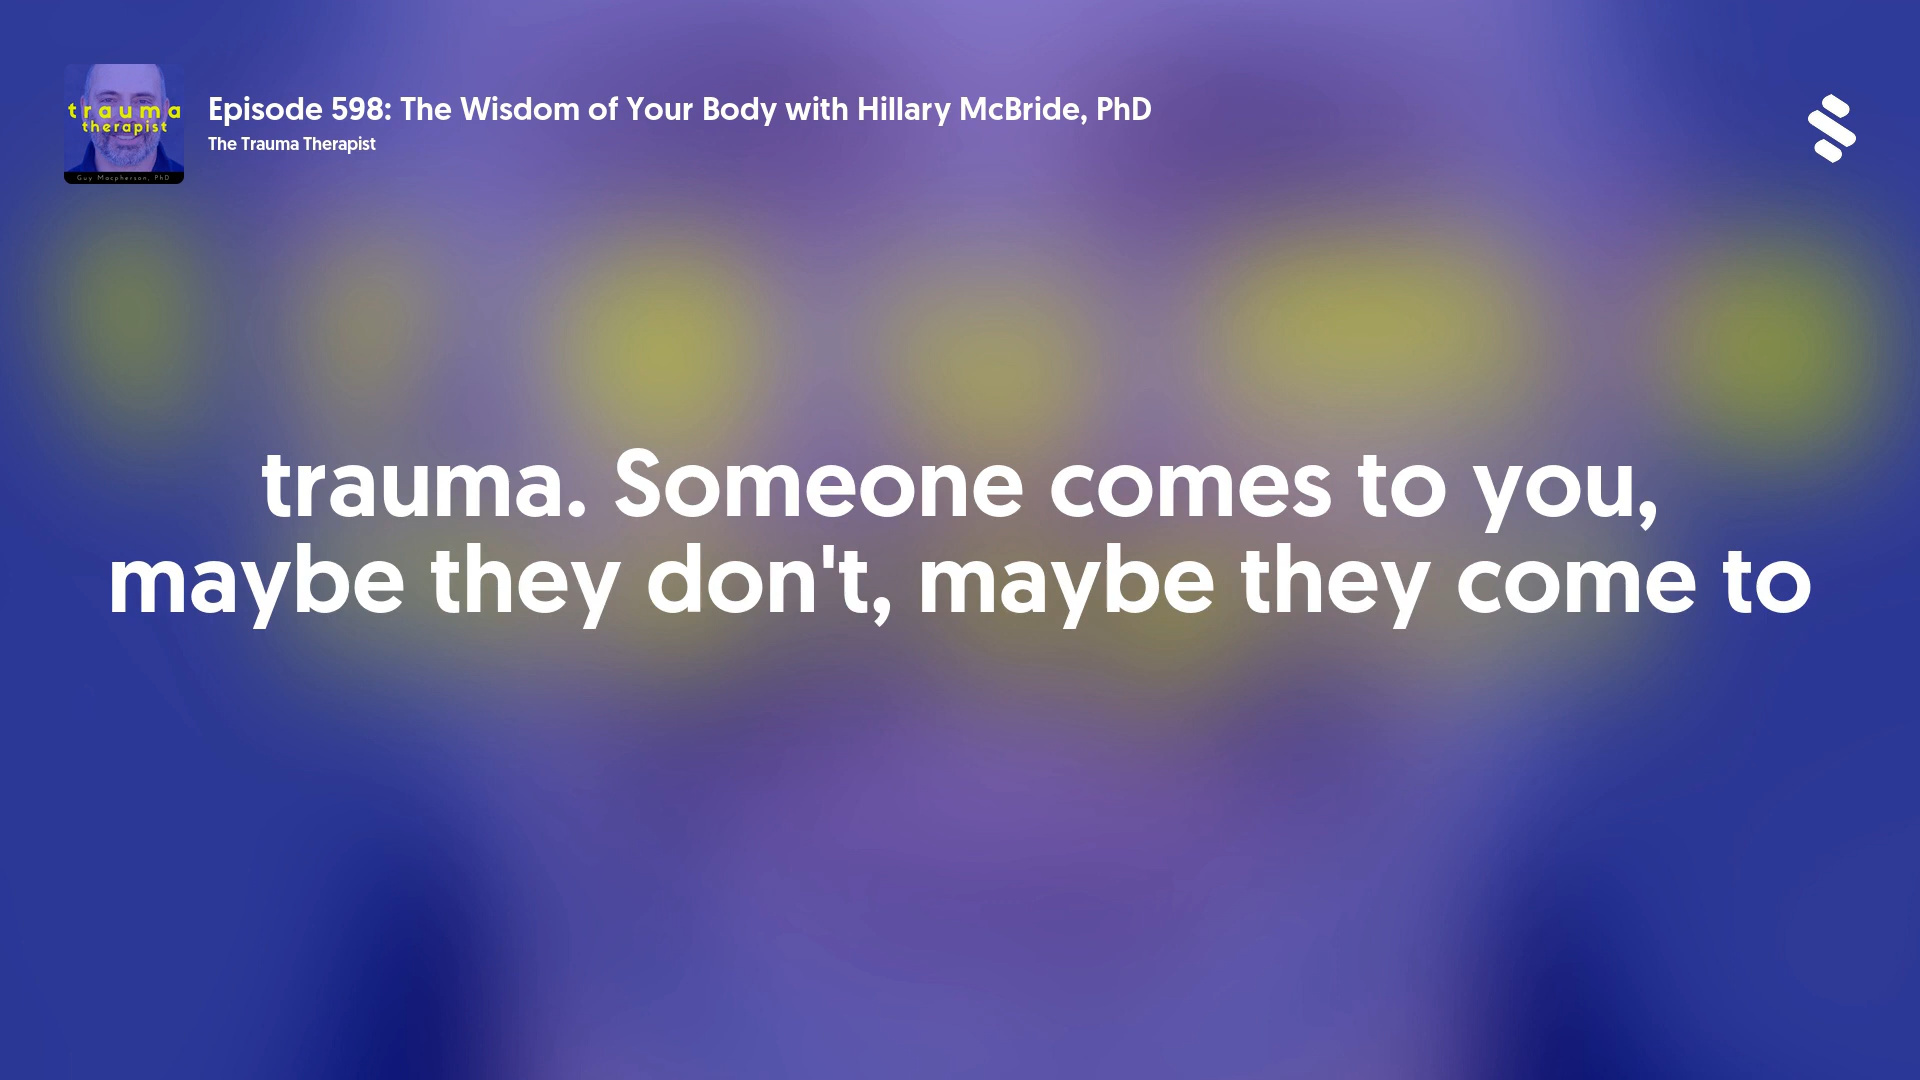 trauma
therapist
Guy Macpherson, PhD
Episode 598: The Wisdom of Your Body with Hillary McBride, PhD
The Trauma Therapist
trauma. Someone comes to you,
maybe they don't, maybe they come to